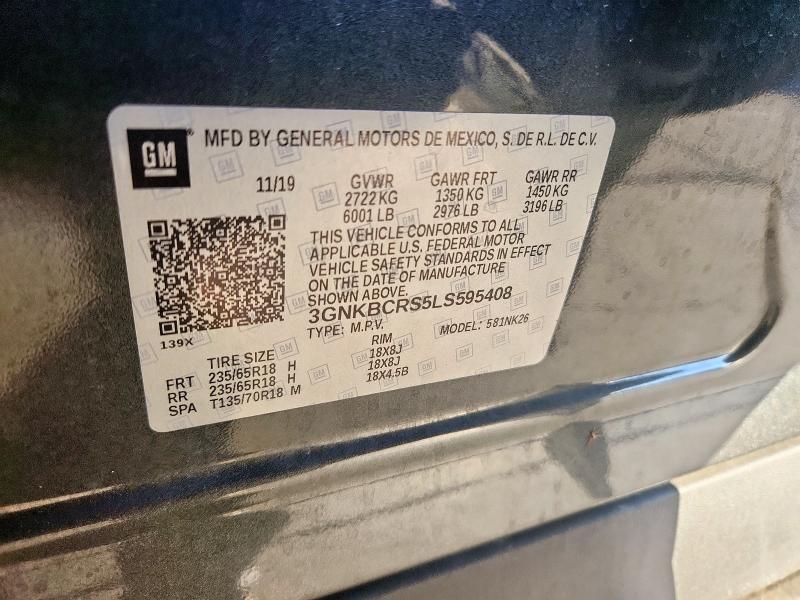 GM ® MFD BY GENERAL MOTORS DE MEXICO, S. DE R.L. DE C.V.
11/19 GVWR GAWR FRT GAWR RR
2722 KG 1350 KG 1450 KG
6001 LB 2976 LB 3196 LB
THIS VEHICLE CONFORMS TO ALL
APPLICABLE U.S. FEDERAL MOTOR
VEHICLE SAFETY STANDARDS IN EFFECT
ON THE DATE OF MANUFACTURE
SHOWN ABOVE.
3GNKBCRS5LS595408
TYPE: M.P.V. MODEL: 581NK26
139X
TIRE SIZE RIM
FRT 235/65R18 H 18X8J
RR 235/65R18 H 18X8J
SPA T135/70R18 M 18X4.5B